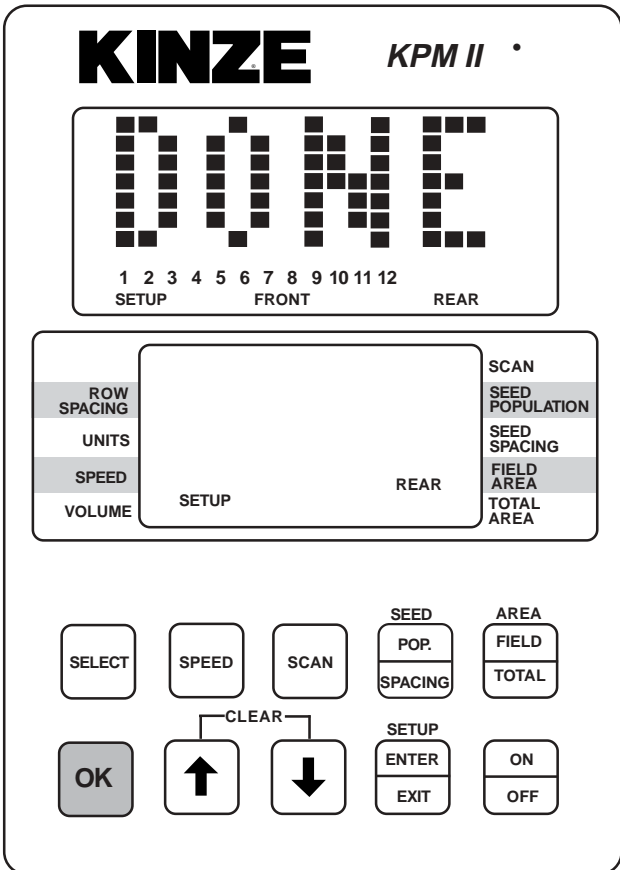 KINZE® KPM II
DONE
1 2 3 4 5 6 7 8 9 10 11 12
SETUP FRONT REAR
ROW
SPACING
UNITS
SPEED
VOLUME
SETUP REAR
SCAN
SEED
POPULATION
SEED
SPACING
FIELD
AREA
TOTAL
AREA
SELECT
SPEED
SCAN
SEED
POP.
SPACING
AREA
FIELD
TOTAL
CLEAR
OK
SETUP
ENTER
EXIT
ON
OFF